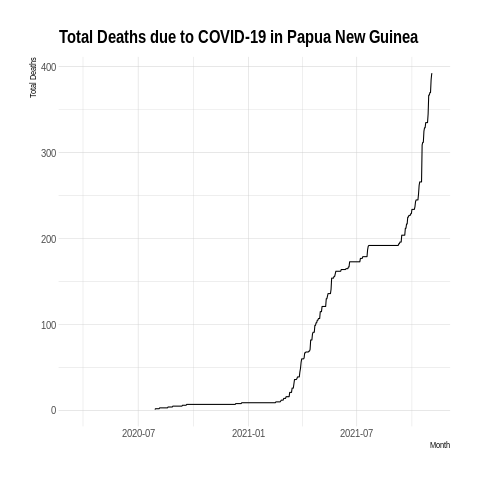 Total Deaths due to COVID-19 in Papua New Guinea
Total Deaths
400
300
200
100
0
2020-07
2021-01
2021-07
Month